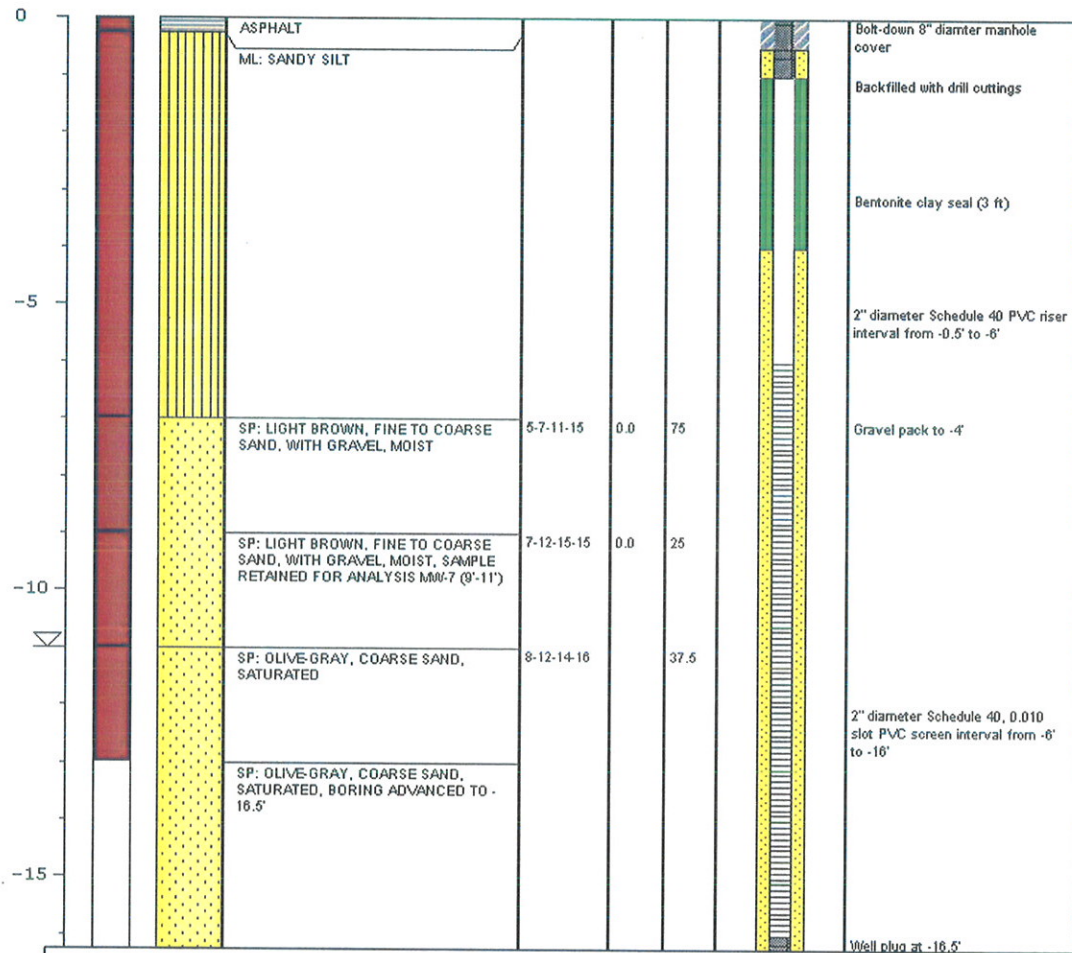 0
ASPHALT
Bolt-down 8" diamter manhole
cover
ML: SANDY SILT
Backfilled with drill cuttings
Bentonite clay seal (3 ft)
-5
2" diameter Schedule 40 PVC riser
interval from -0.5' to -6'
SP: LIGHT BROWN, FINE TO COARSE
SAND, WITH GRAVEL, MOIST
5-7-11-15
0.0
75
Gravel pack to -4'
SP: LIGHT BROWN, FINE TO COARSE
SAND, WITH GRAVEL, MOIST, SAMPLE
RETAINED FOR ANALYSIS MW-7 (9'-11')
7-12-15-15
0.0
25
-10
SP: OLIVE-GRAY, COARSE SAND,
SATURATED
8-12-14-16
37.5
2" diameter Schedule 40, 0.010
slot PVC screen interval from -6'
to -16'
SP: OLIVE-GRAY, COARSE SAND,
SATURATED, BORING ADVANCED TO -
16.5'
-15
Well plug at -16.5'